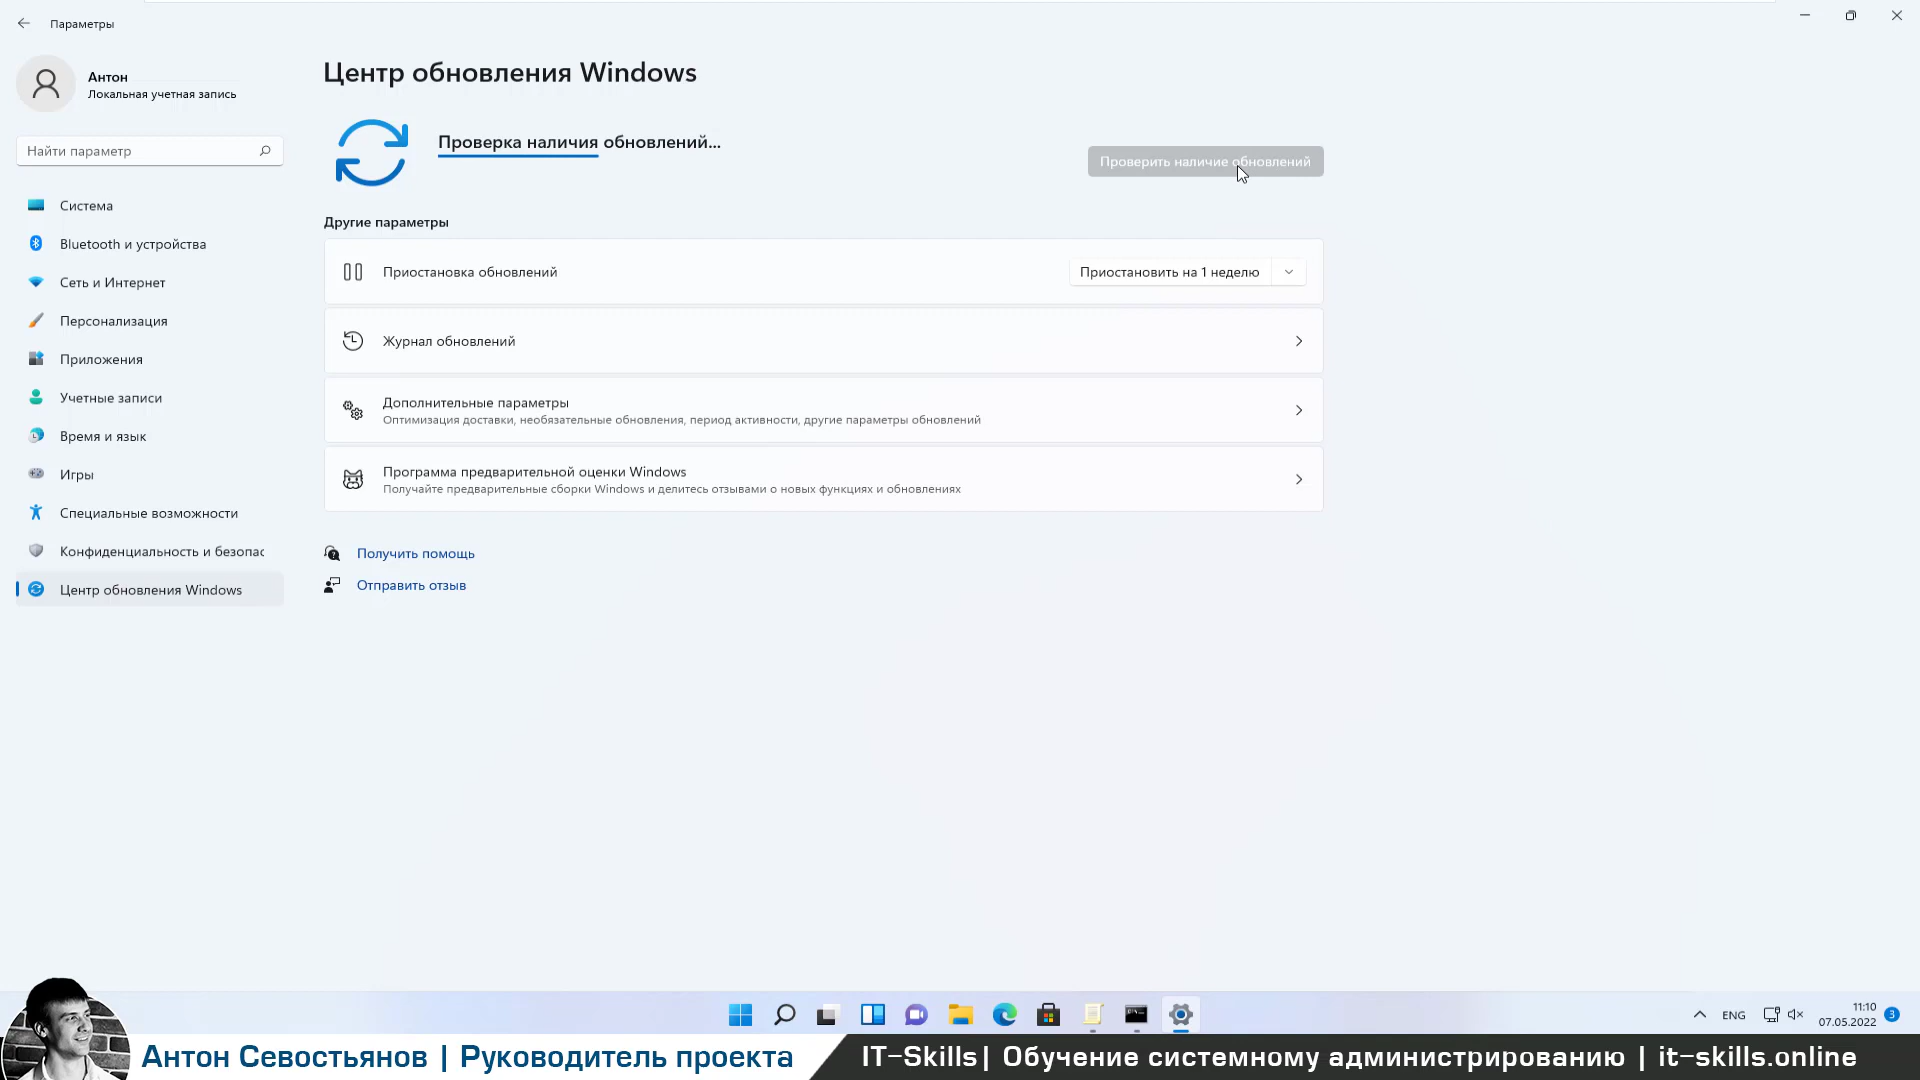 Параметры
Антон
Локальная учетная запись
Найти параметр
Система
Bluetooth и устройства
Сеть и Интернет
Персонализация
Приложения
Учетные записи
Время и язык
Игры
Специальные возможности
Конфиденциальность и безопас
Центр обновления Windows
Центр обновления Windows
Проверка наличия обновлений...
Проверить наличие обновлений
Другие параметры
Приостановка обновлений
Приостановить на 1 неделю
Журнал обновлений
Дополнительные параметры
Оптимизация доставки, необязательные обновления, период активности, другие параметры обновлений
Программа предварительной оценки Windows
Получайте предварительные сборки Windows и делитесь отзывами о новых функциях и обновлениях
Получить помощь
Отправить отзыв
ENG
11:10
07.05.2022
3
Антон Севостьянов | Руководитель проекта
IT-Skills| Обучение системному администрированию | it-skills.online